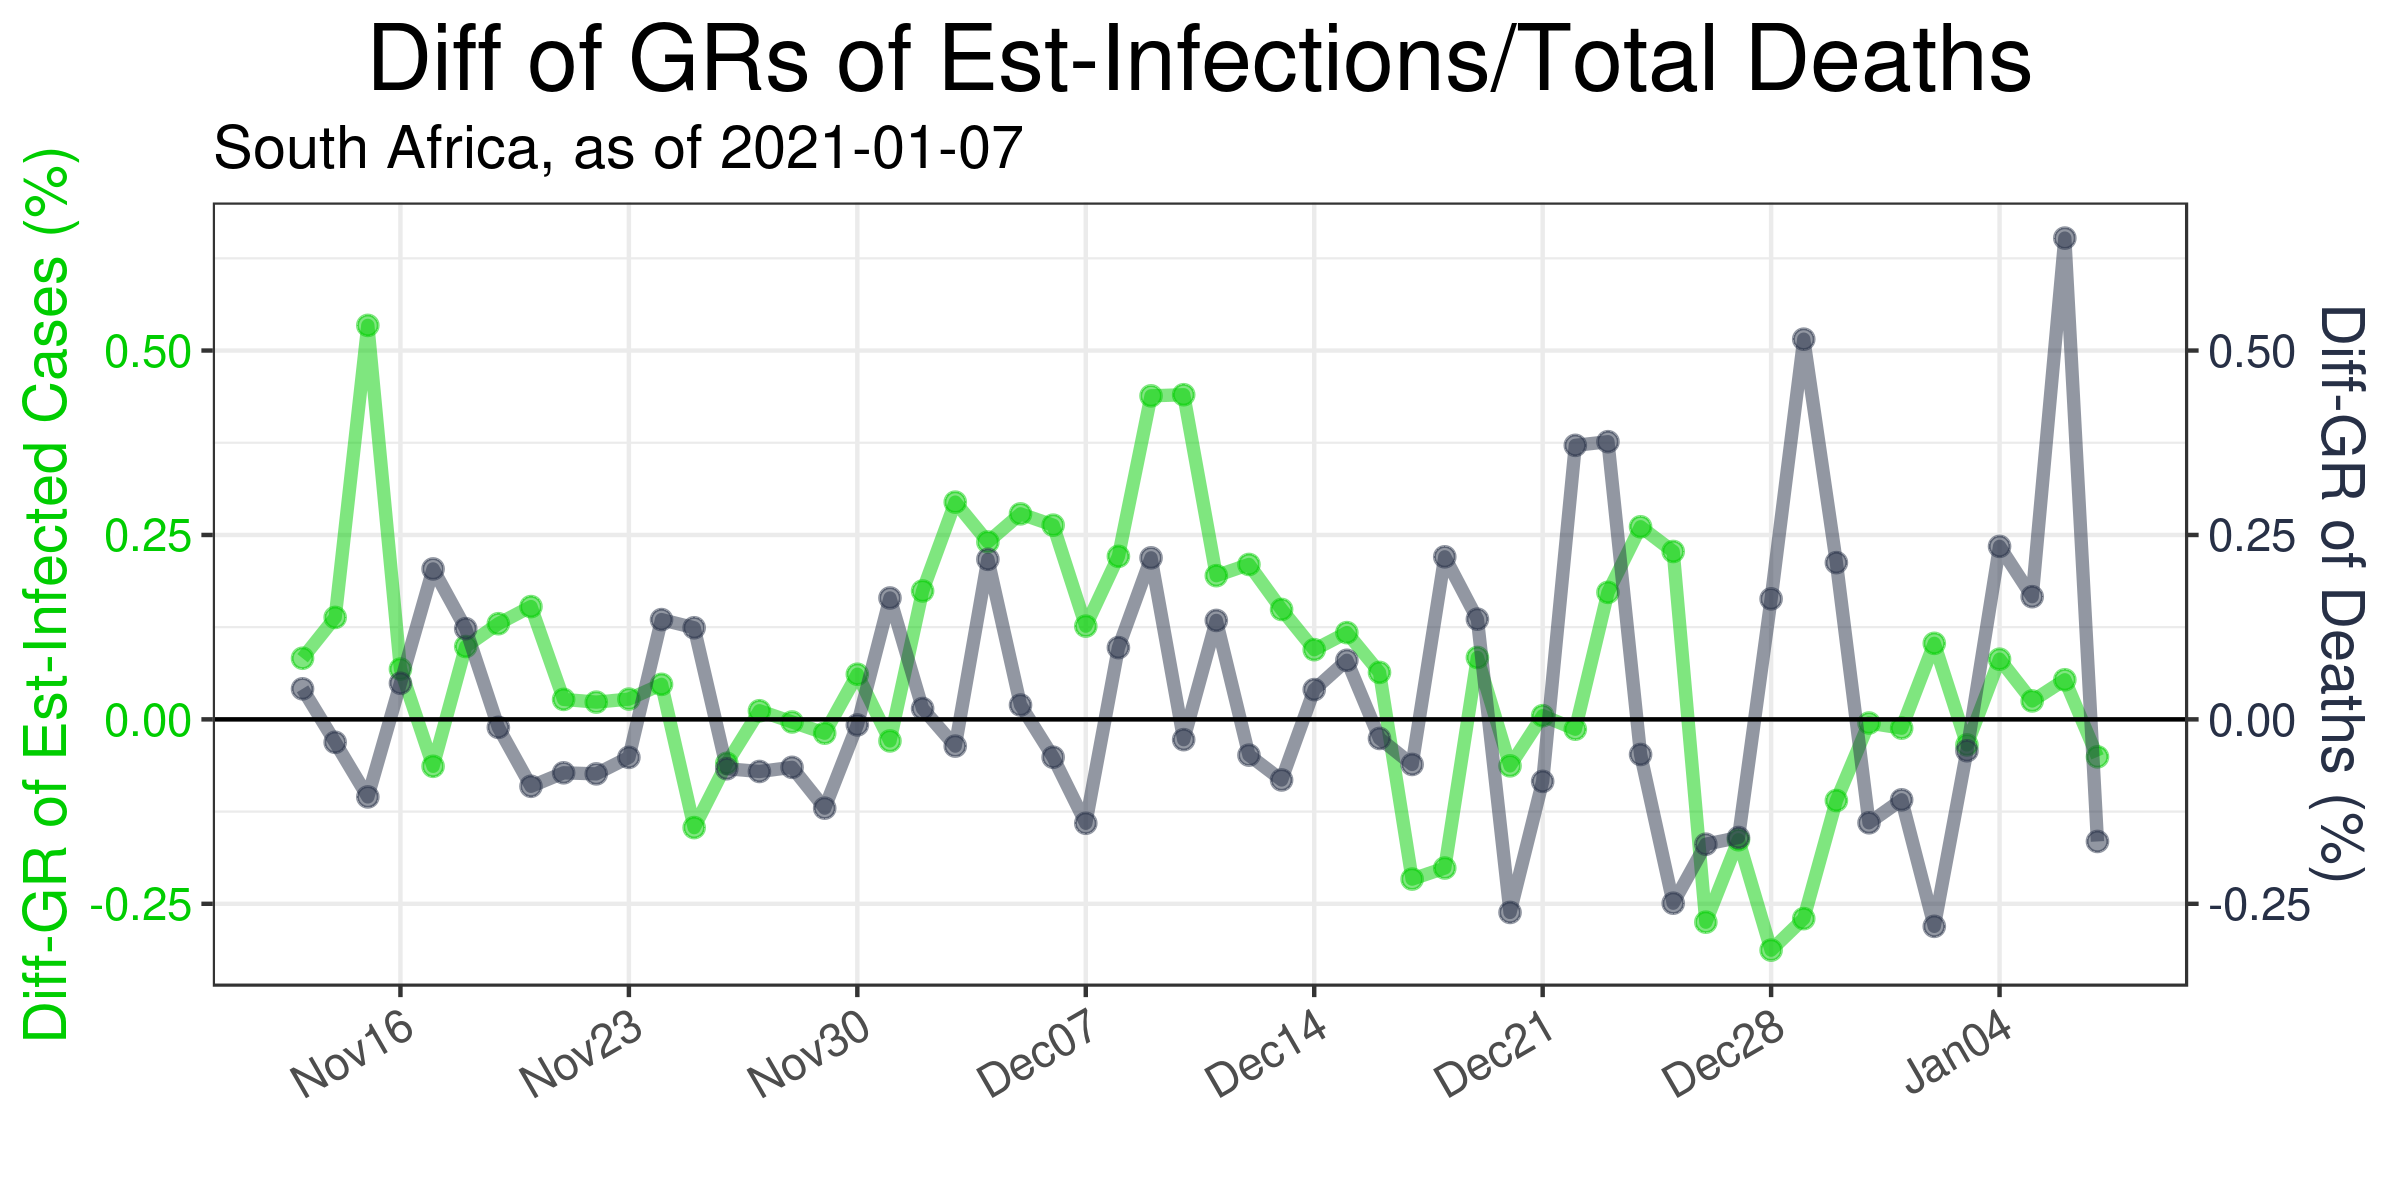 Diff of GRs of Est-Infections/Total Deaths
South Africa, as of 2021-01-07
Diff-GR of Est-Infected Cases (%)
0.50
0.25
0.00
-0.25
0.50
0.25
0.00
-0.25
Diff-GR of Deaths (%)
Nov16
Nov23
Nov30
Dec07
Dec14
Dec21
Dec28
Jan04